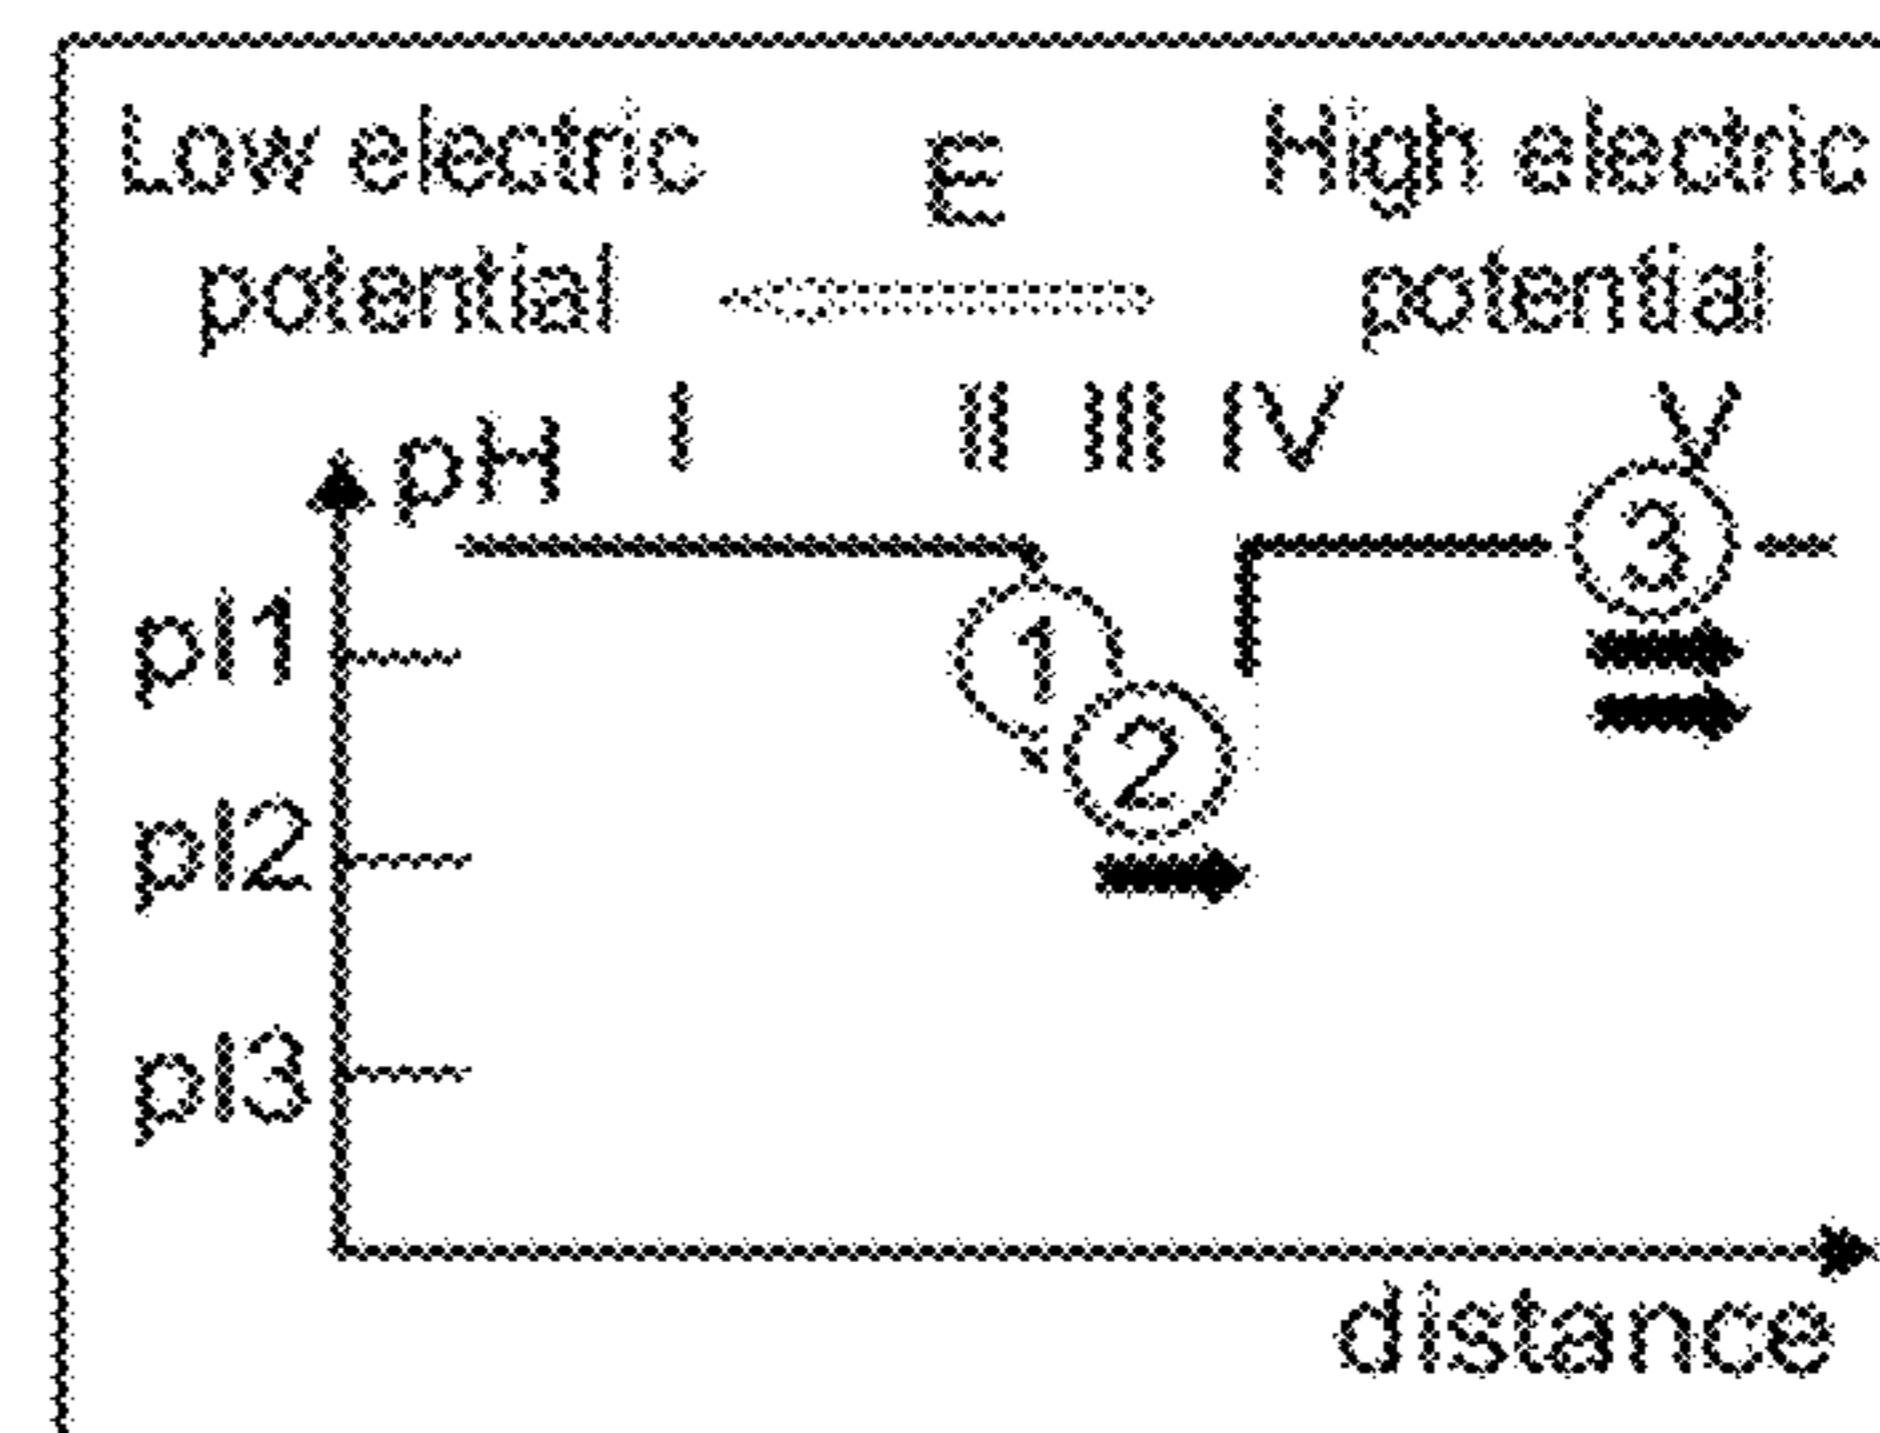 Low electric potential
E
High electric potential
pH
I
II
III
IV
V
pI1
pI2
pI3
1
2
3
distance